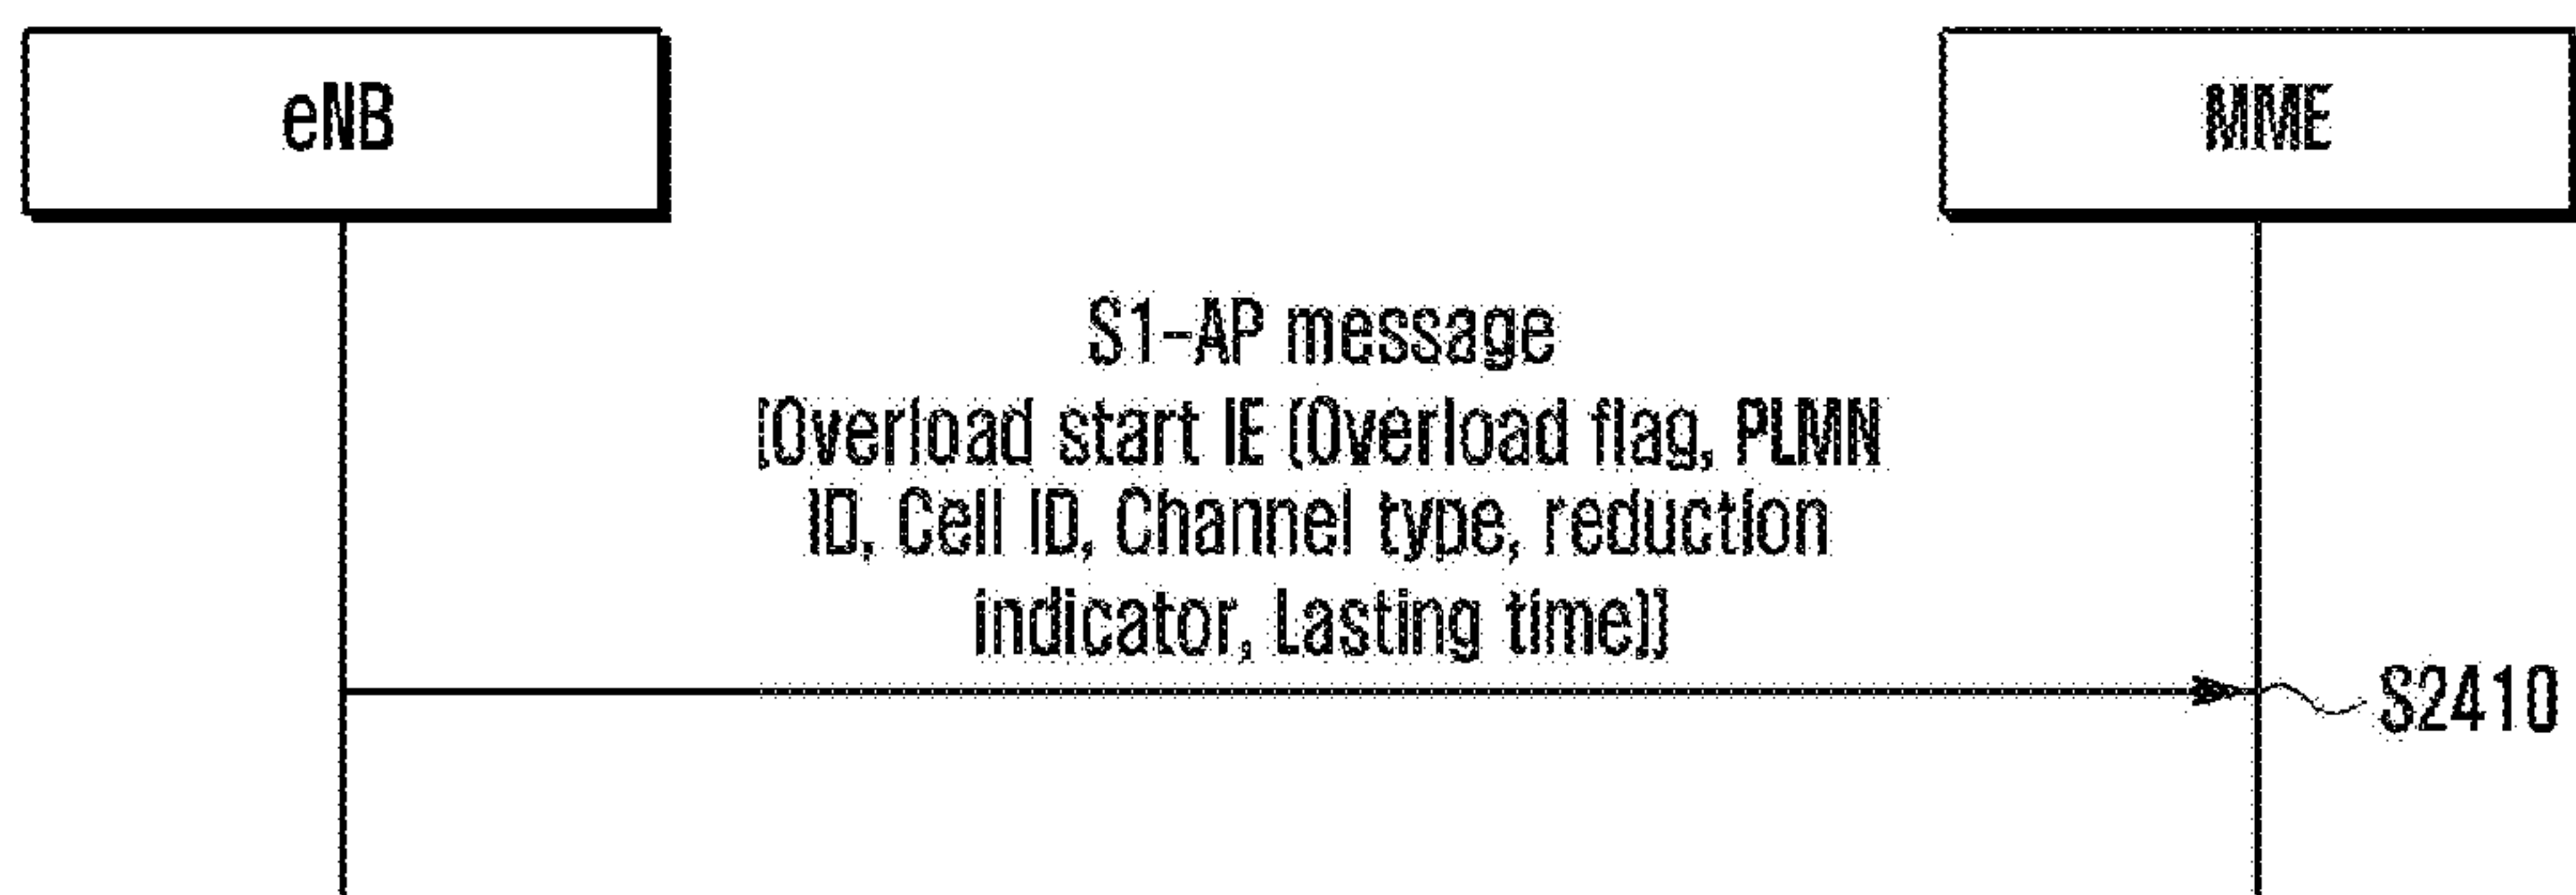 eNB
MME
S1-AP message
[Overload start IE (Overload flag, PLMN
ID, Cell ID, Channel type, reduction
indicator, Lasting time)]
S2410